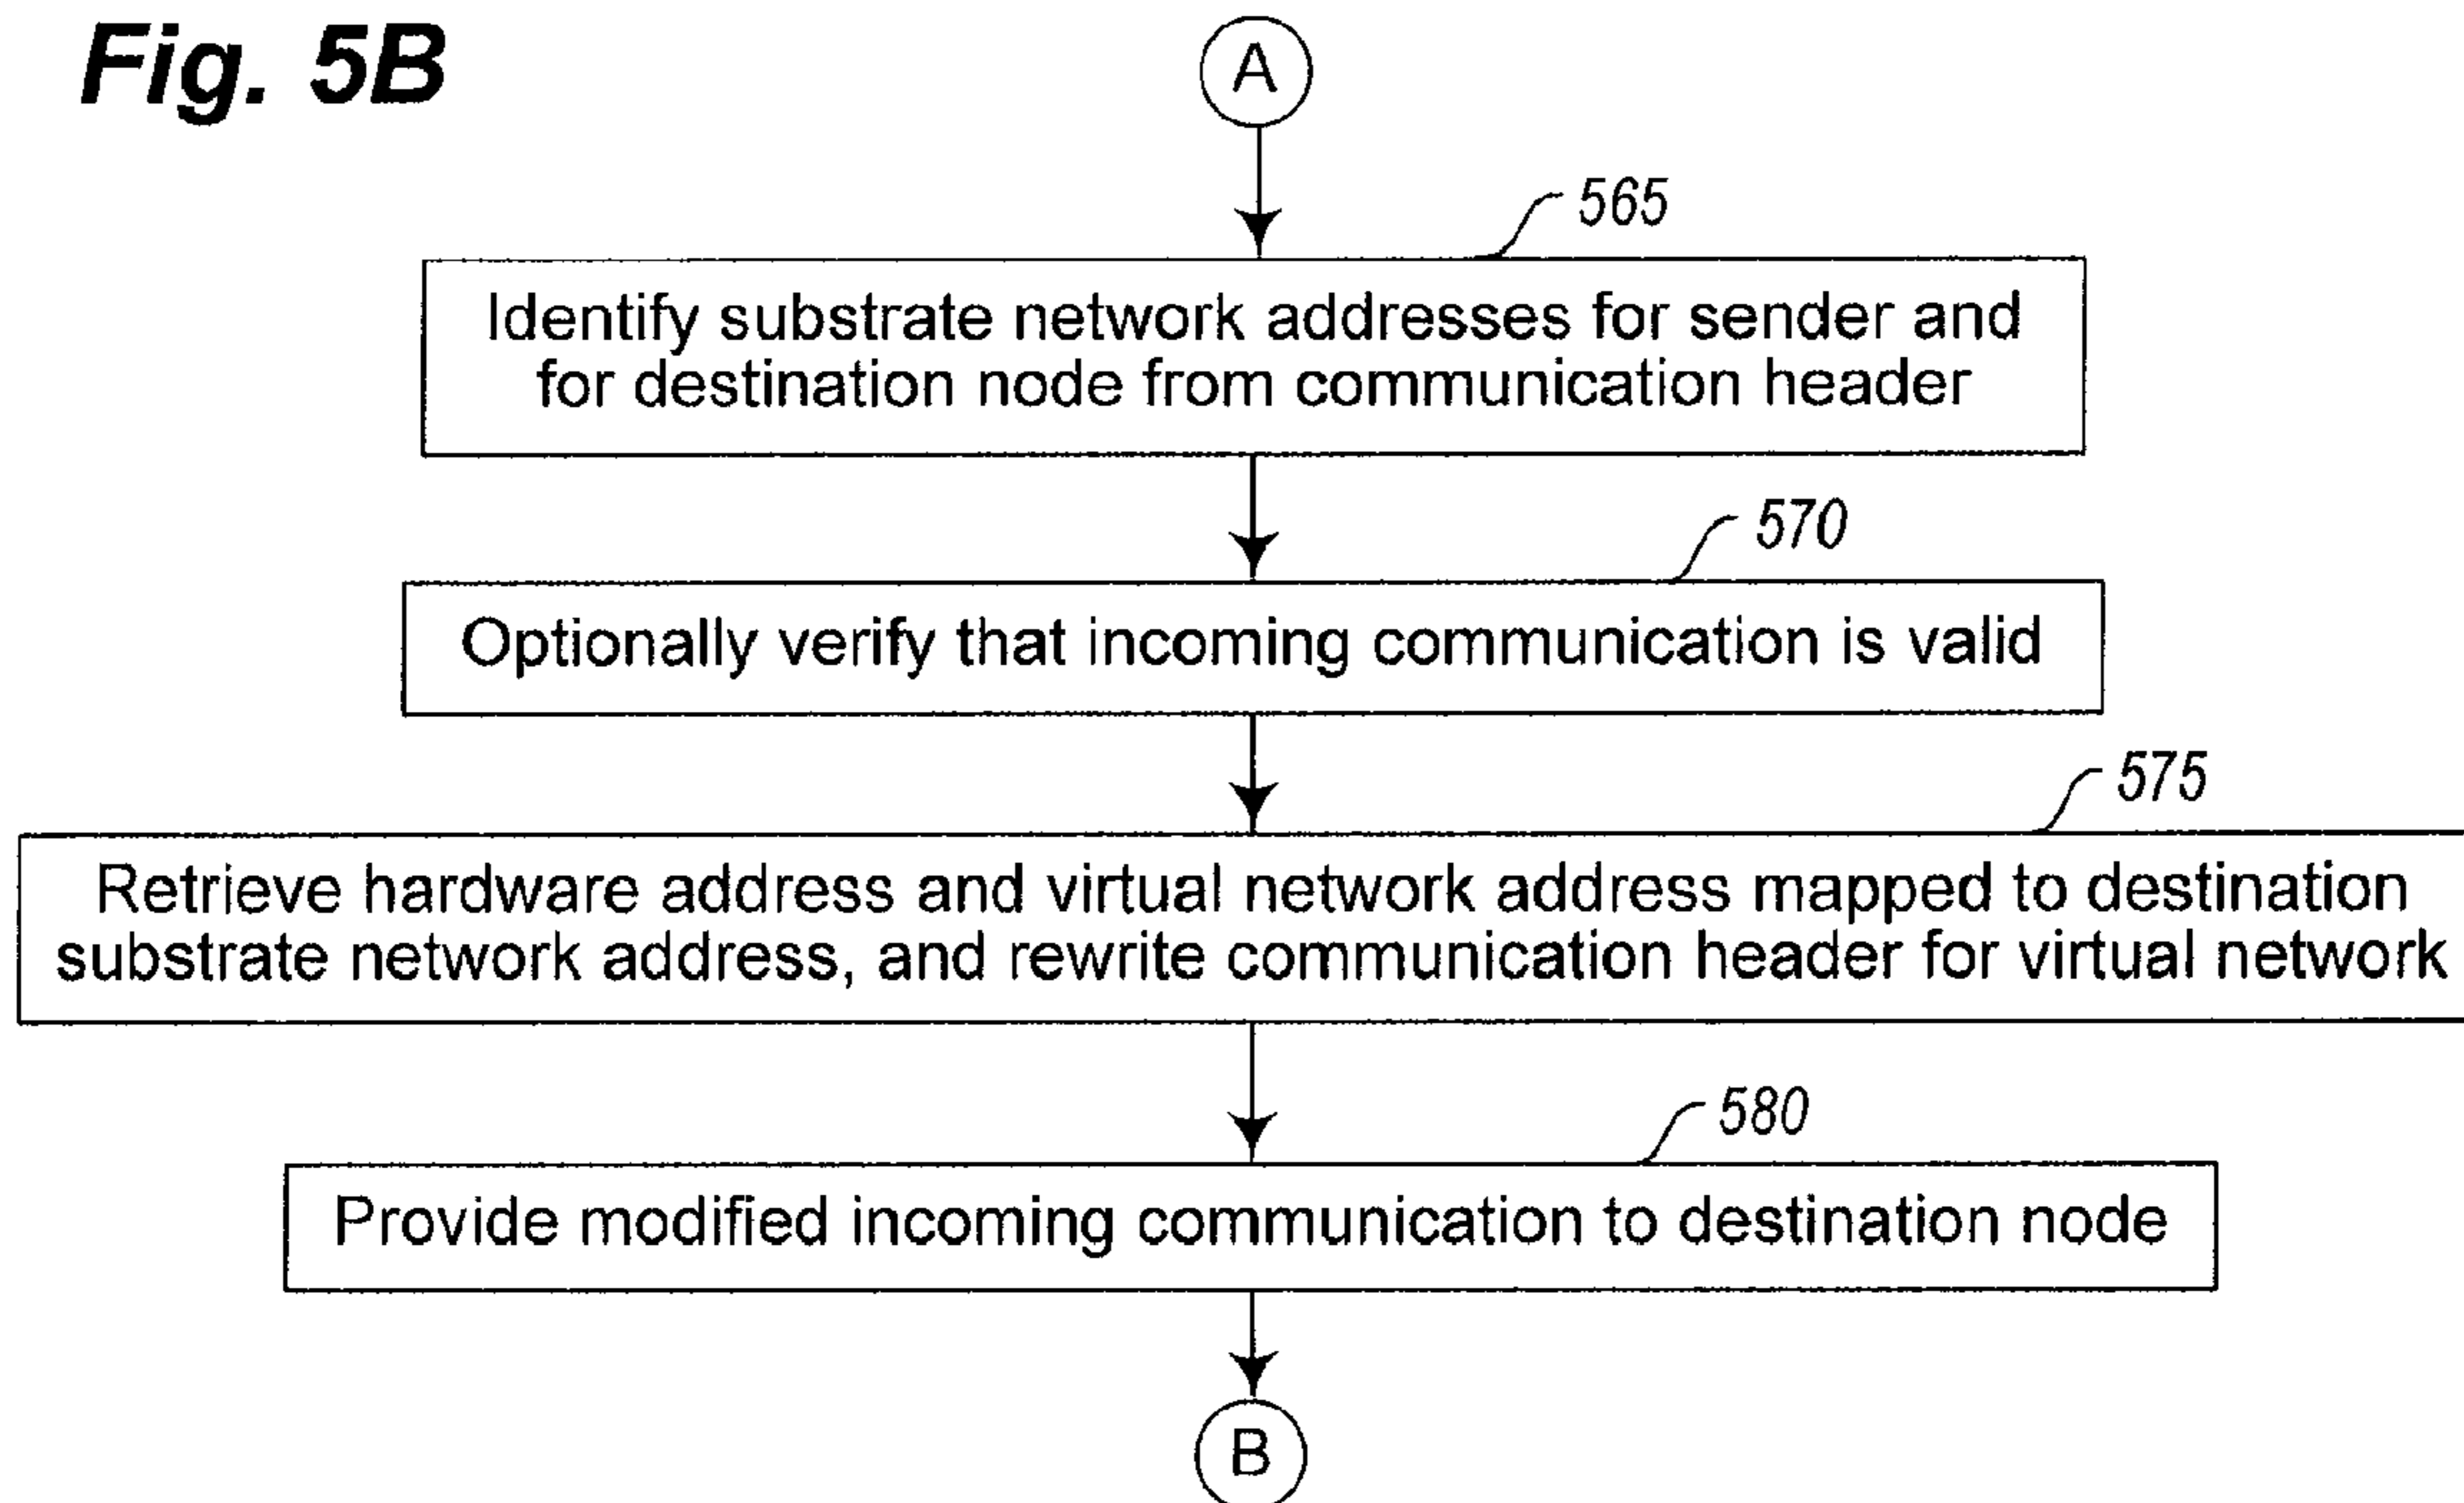 Fig. 5B
A
565
Identify substrate network addresses for sender and
for destination node from communication header
570
Optionally verify that incoming communication is valid
575
Retrieve hardware address and virtual network address mapped to destination
substrate network address, and rewrite communication header for virtual network
580
Provide modified incoming communication to destination node
B